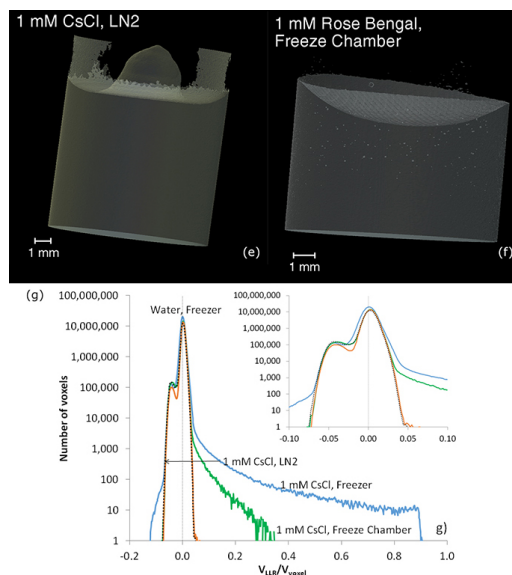 1 mM CsCl, LN2
1 mM Rose Bengal,
Freeze Chamber
1 mm
(e)
1 mm
(f)
(g)
100,000,000
10,000,000
1,000,000
100,000
10,000
1,000
100
10
1
Number of voxels
Water, Freezer
100,000,000
10,000,000
1,000,000
100,000
10,000
1,000
100
10
1
-0.10
-0.05
0.00
0.05
0.10
1 mM CsCl, LN2
1 mM CsCl, Freezer
1 mM CsCl, Freeze Chamber
g)
-0.2
0.0
0.2
0.4
0.6
0.8
1.0
VLLR/Vvoxel